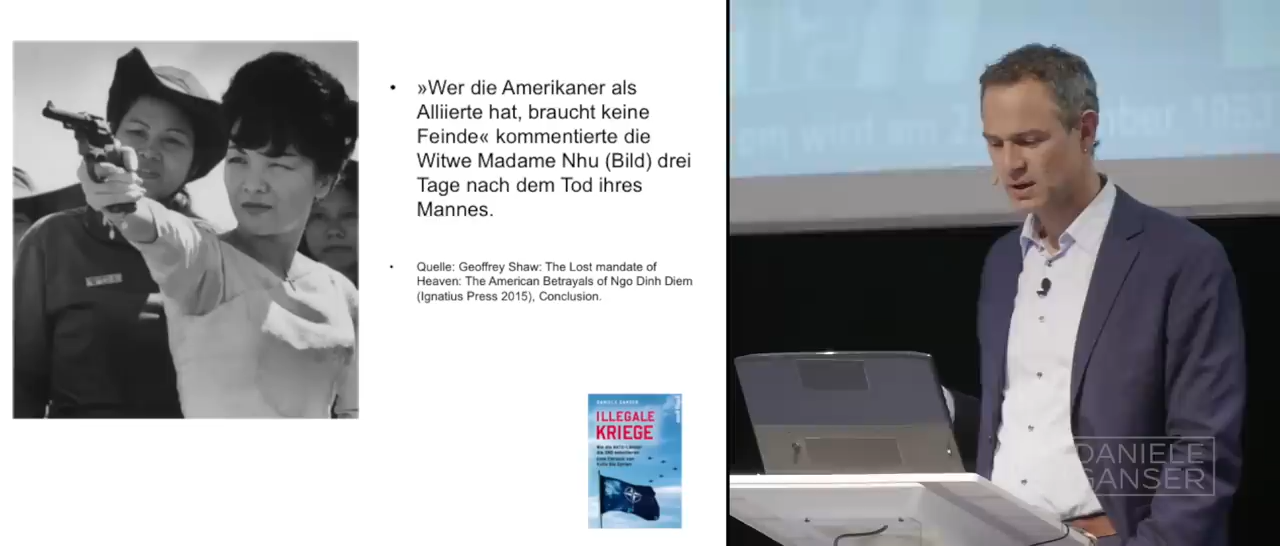 • »Wer die Amerikaner als
Alliierte hat, braucht keine
Feinde« kommentierte die
Witwe Madame Nhu (Bild) drei
Tage nach dem Tod ihres
Mannes.
• Quelle: Geoffrey Shaw: The Lost mandate of
Heaven: The American Betrayals of Ngo Dinh Diem
(Ignatius Press 2015), Conclusion.
DANIELE GANSER
ILLEGALE
KRIEGE
DANIELE
GANSER